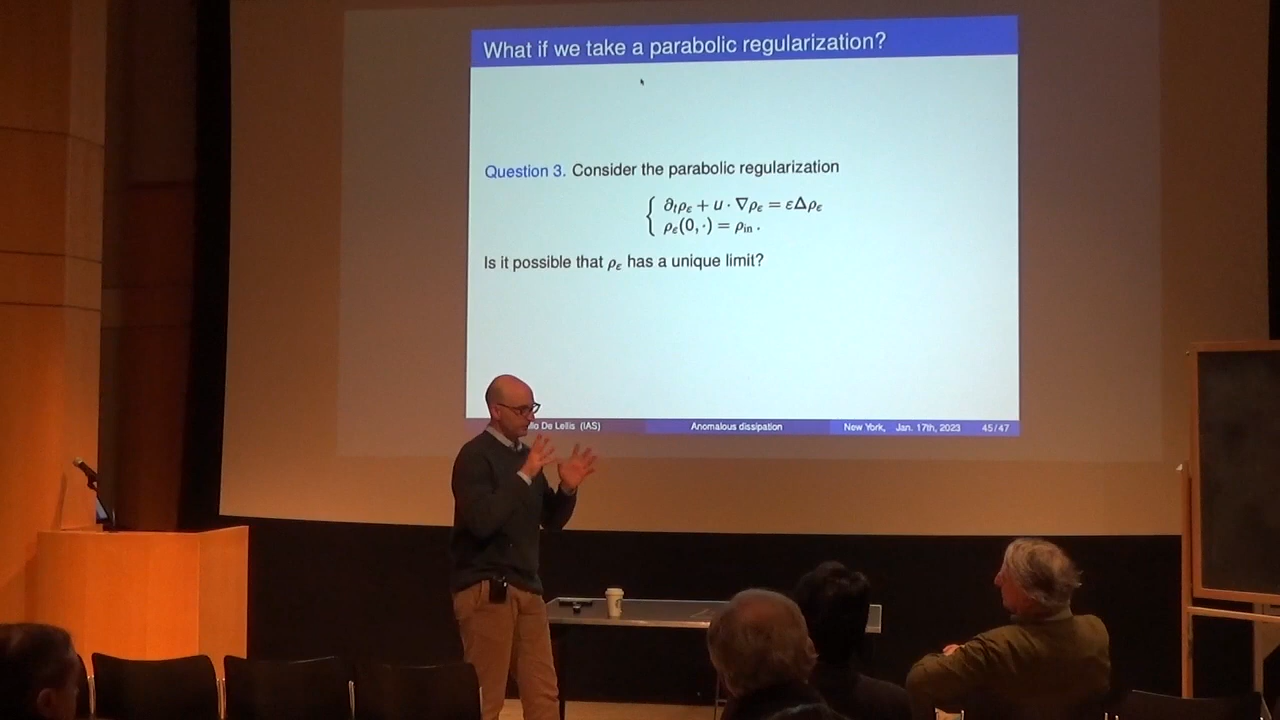 What if we take a parabolic regularization?
Question 3. Consider the parabolic regularization
{ ∂ₜρ_ε + u · ∇ρ_ε = εΔρ_ε
ρ_ε(0, ·) = ρ_in .
Is it possible that ρ_ε has a unique limit?
De Lellis (IAS) Anomalous dissipation New York, Jan. 17th, 2023 45/47